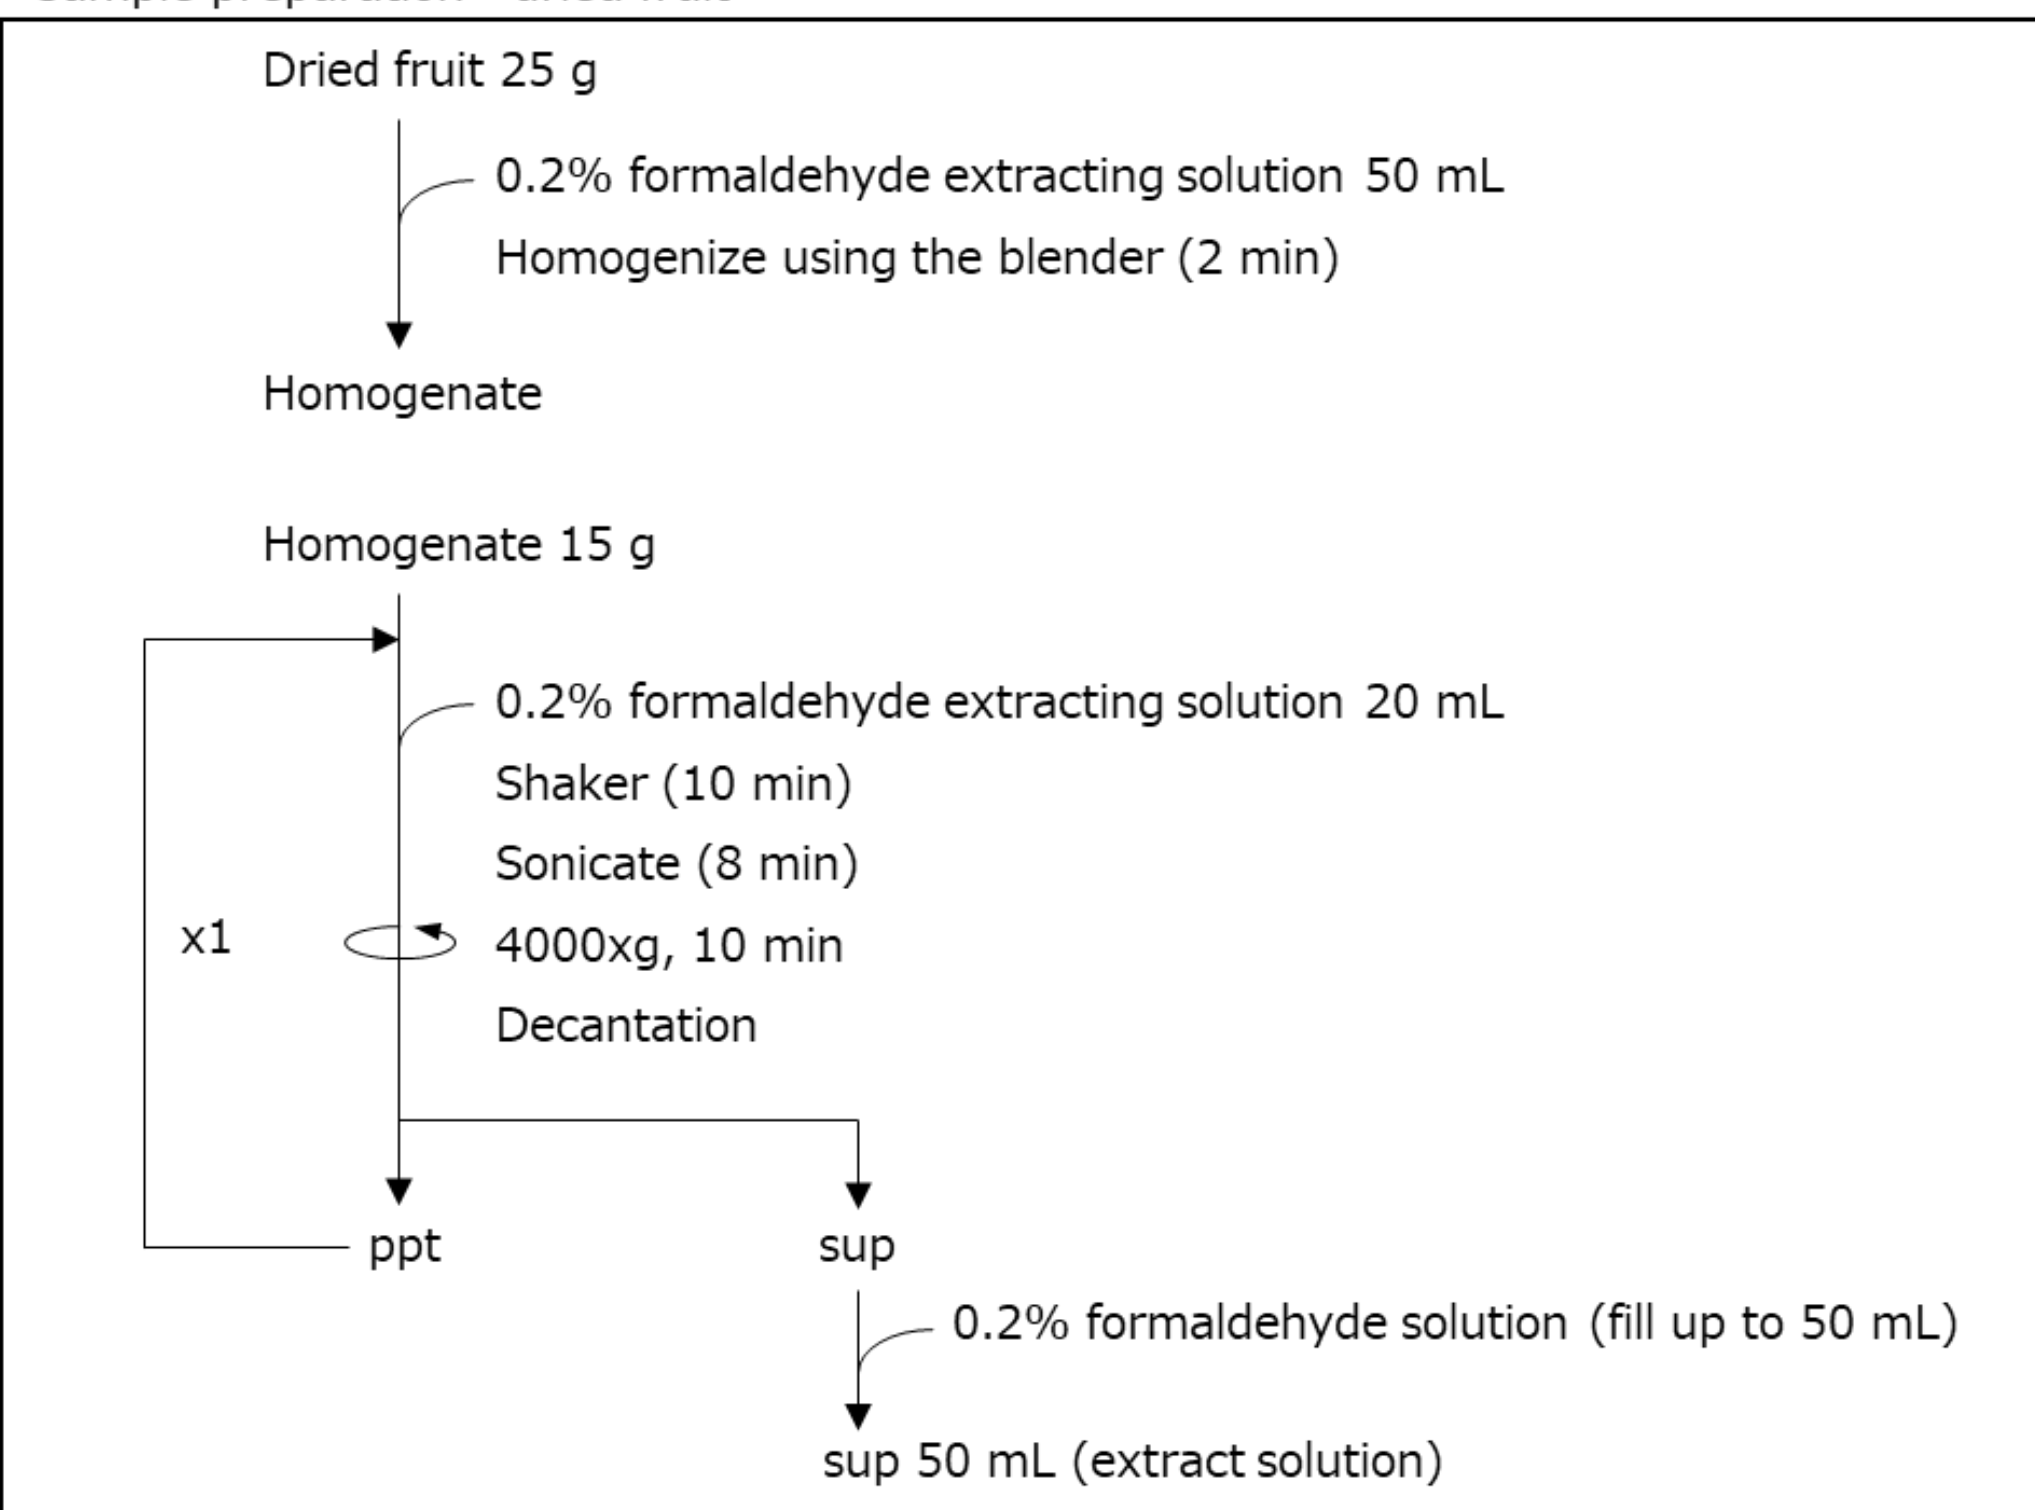 Dried fruit 25 g
0.2% formaldehyde extracting solution 50 mL
Homogenize using the blender (2 min)
Homogenate
Homogenate 15 g
0.2% formaldehyde extracting solution 20 mL
Shaker (10 min)
Sonicate (8 min)
x1
4000xg, 10 min
Decantation
ppt
sup
0.2% formaldehyde solution (fill up to 50 mL)
sup 50 mL (extract solution)